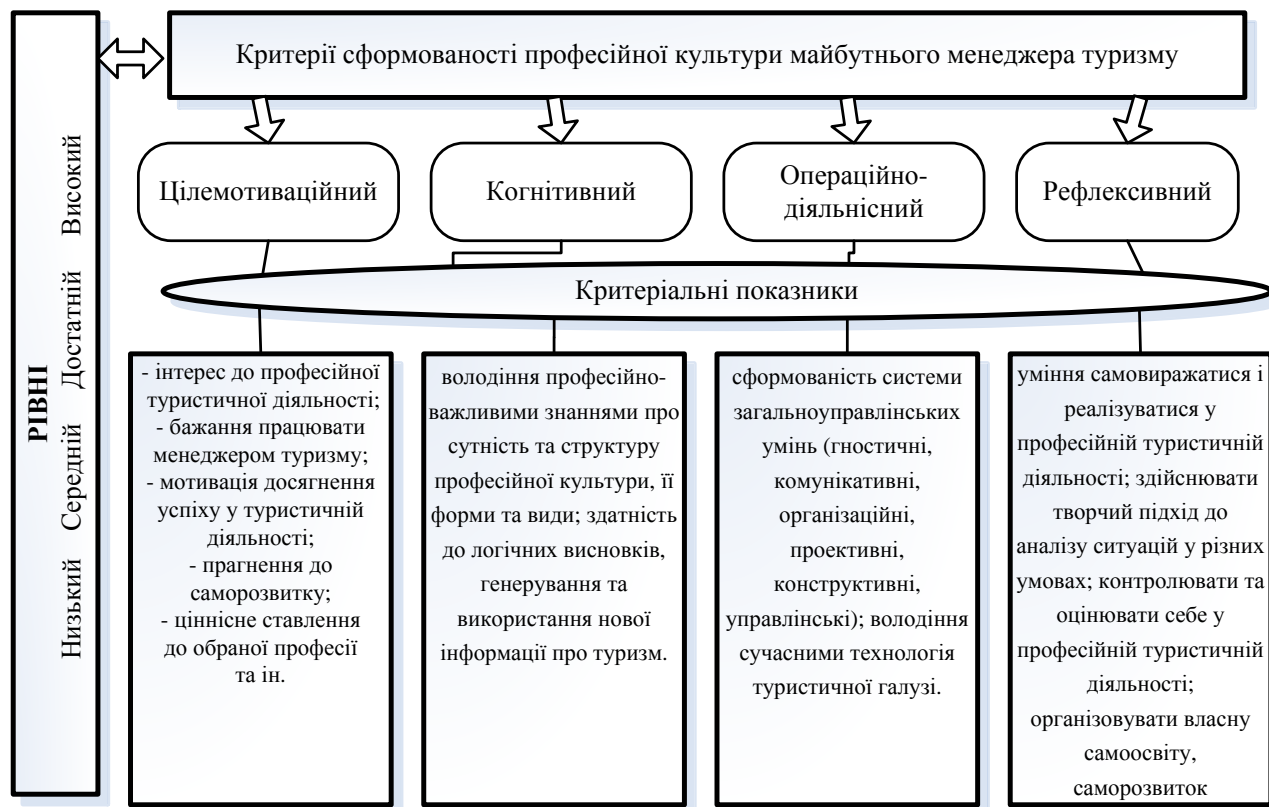 РІВНІ
Низький Середній Достатній Високий
Критерії сформованості професійної культури майбутнього менеджера туризму
Цілемотиваційний
Когнітивний
Операційно-
діяльнісний
Рефлексивний
Критеріальні показники
- інтерес до професійної
туристичної діяльності;
- бажання працювати
менеджером туризму;
- мотивація досягнення
успіху у туристичній
діяльності;
- прагнення до
саморозвитку;
- ціннісне ставлення
до обраної професії
та ін.
володіння професійно-
важливими знаннями про
сутність та структуру
професійної культури, її
форми та види; здатність
до логічних висновків,
генерування та
використання нової
інформації про туризм.
сформованість системи
загальноуправлінських
умінь (гностичні,
комунікативні,
організаційні,
проективні,
конструктивні,
управлінські); володіння
сучасними технологія
туристичної галузі.
уміння самовиражатися і
реалізуватися у
професійній туристичній
діяльності; здійснювати
творчий підхід до
аналізу ситуацій у різних
умовах; контролювати та
оцінювати себе у
професійній туристичній
діяльності;
організовувати власну
самоосвіту,
саморозвиток